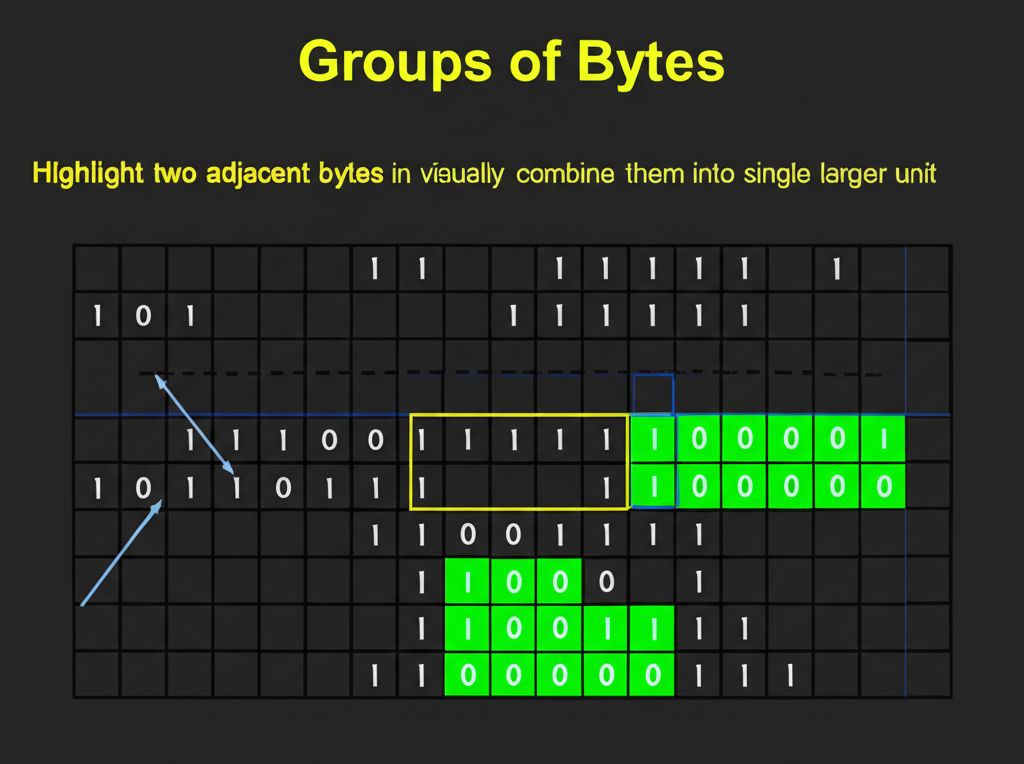 Groups of Bytes
Highlight two adjacent bytes in visually combine them into single larger unit
1 1 1 1 1 1 1 1
1 0 1 1 1 1 1 1 1
1 1 1 0 0 1 1 1 1 1 1 0 0 0 0 1
1 0 1 1 0 1 1 1 1 1 0 0 0 0 0
1 1 0 0 1 1 1 1
1 1 0 0 0 1
1 1 0 0 1 1 1 1
1 1 0 0 0 0 0 1 1 1